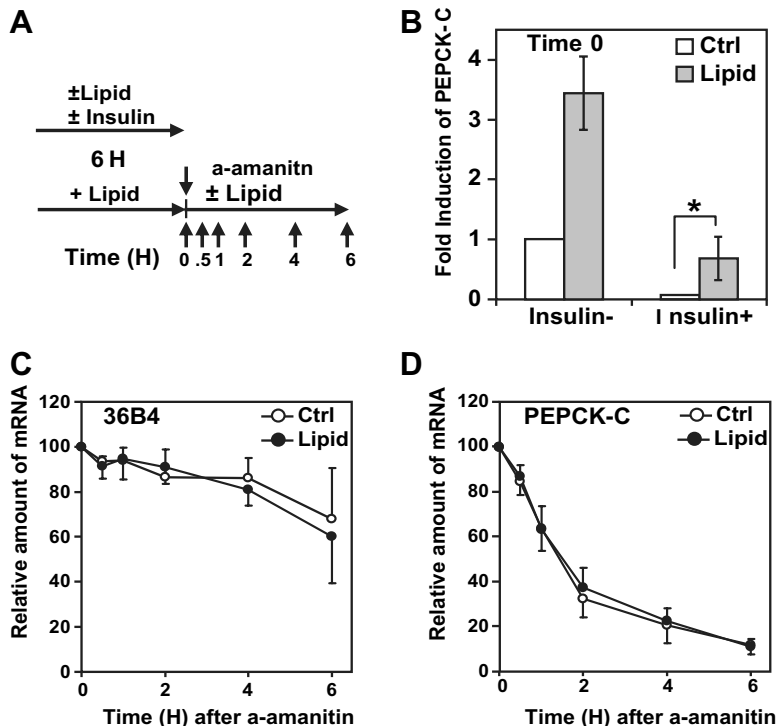 A
±Lipid
± Insulin
6 H
a-amanitn
+ Lipid
± Lipid
Time (H)
0 .5 1 2 4 6
B
Fold Induction of PEPCK-C
Time 0
Ctrl
Lipid
4
3
2
1
0
*
Insulin-
I nsulin+
C
Relative amount of mRNA
36B4
Ctrl
Lipid
120
100
80
60
40
20
0
0 2 4 6
Time (H) after a-amanitin
D
Relative amount of mRNA
PEPCK-C
Ctrl
Lipid
120
100
80
60
40
20
0
0 2 4 6
Time (H) after a-amanitin